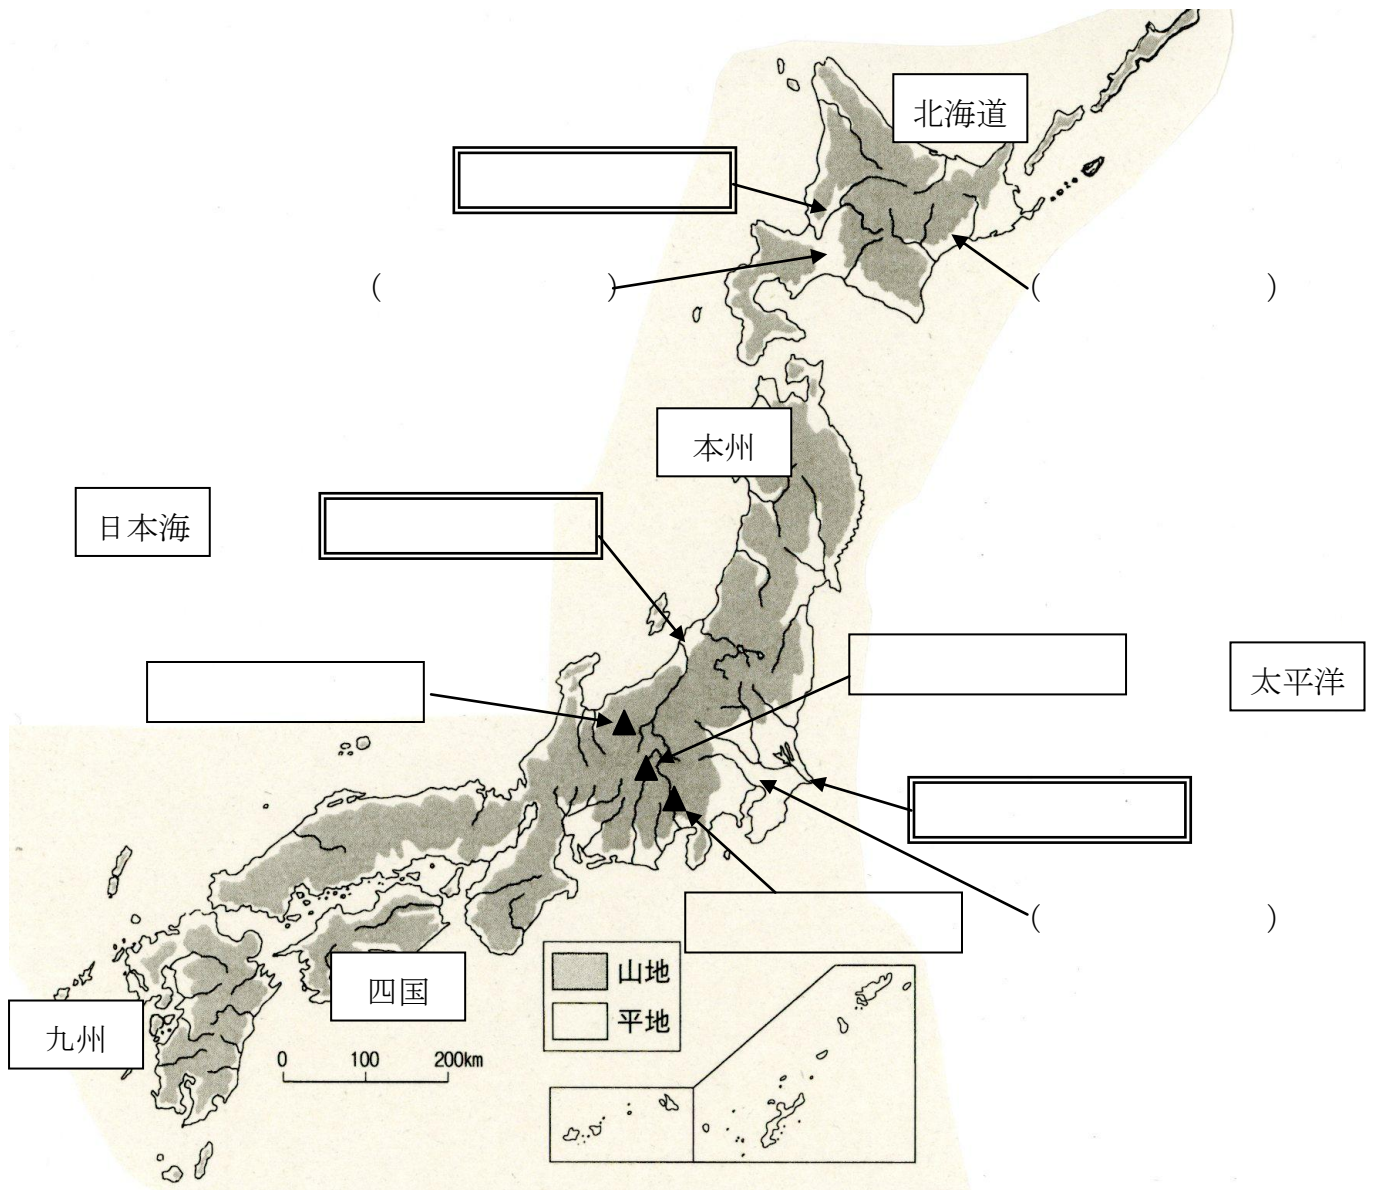 北海道
(　　　　　　　)
(　　　　　　　)
本州
日本海
太平洋
(　　　　　　　)
四国
九州
山地
平地
0 100 200km